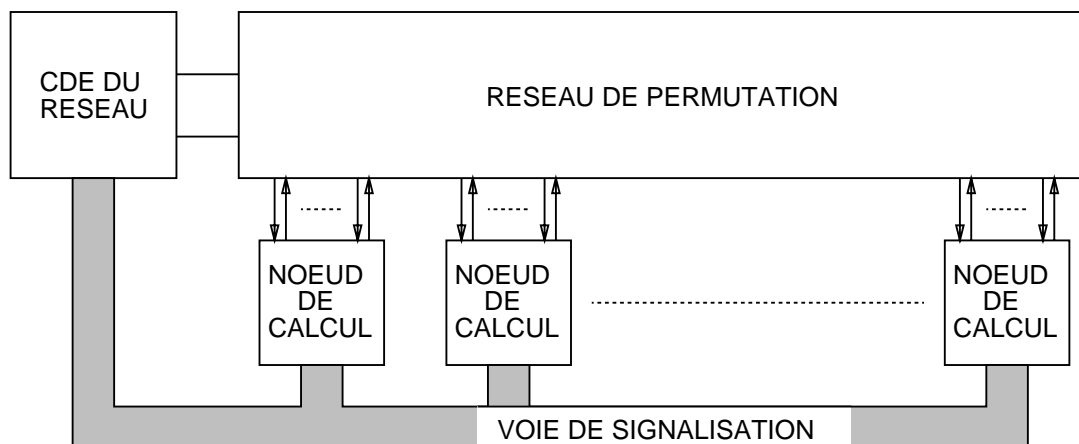 CDE DU
RESEAU
RESEAU DE PERMUTATION
NOEUD
DE
CALCUL
NOEUD
DE
CALCUL
NOEUD
DE
CALCUL
VOIE DE SIGNALISATION